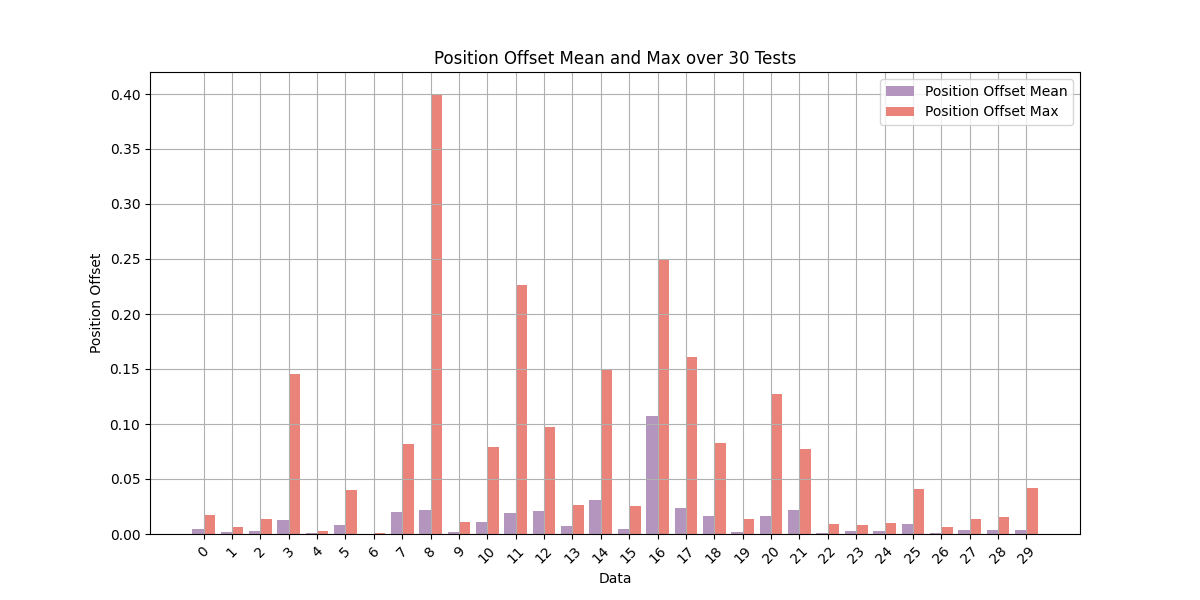 Position Offset Mean and Max over 30 Tests
Position Offset Mean
Position Offset Max
0.40
0.35
0.30
0.25
0.20
0.15
0.10
0.05
0.00
Position Offset
0 1 2 3 4 5 6 7 8 9 10 11 12 13 14 15 16 17 18 19 20 21 22 23 24 25 26 27 28 29
Data